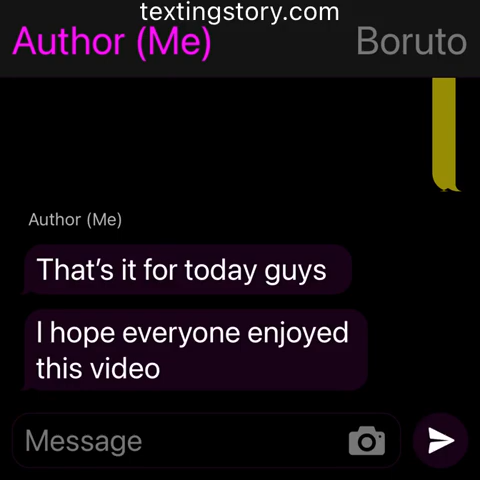 textingstory.com
Author (Me) Boruto
Author (Me)
That’s it for today guys
I hope everyone enjoyed
this video
Message